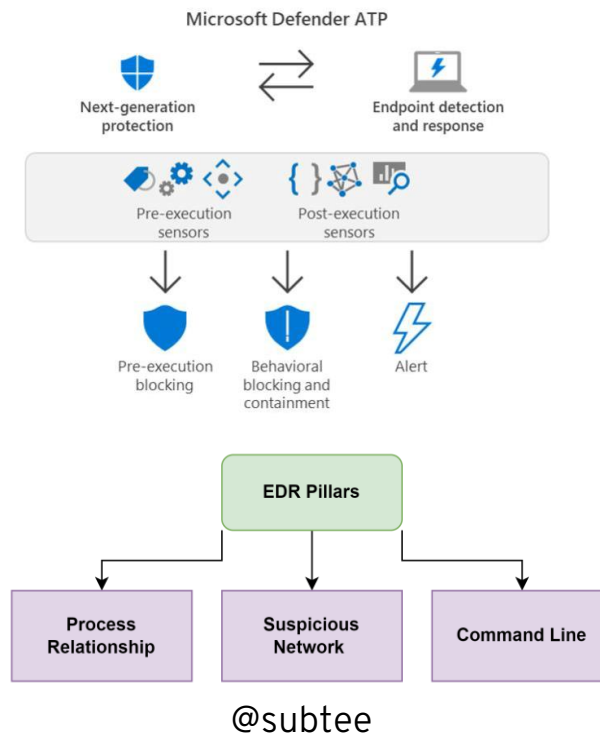 Microsoft Defender ATP
Next-generation
protection
Endpoint detection
and response
Pre-execution
sensors
Post-execution
sensors
Pre-execution
blocking
Behavioral
blocking and
containment
Alert
EDR Pillars
Process
Relationship
Suspicious
Network
Command Line
@subtee